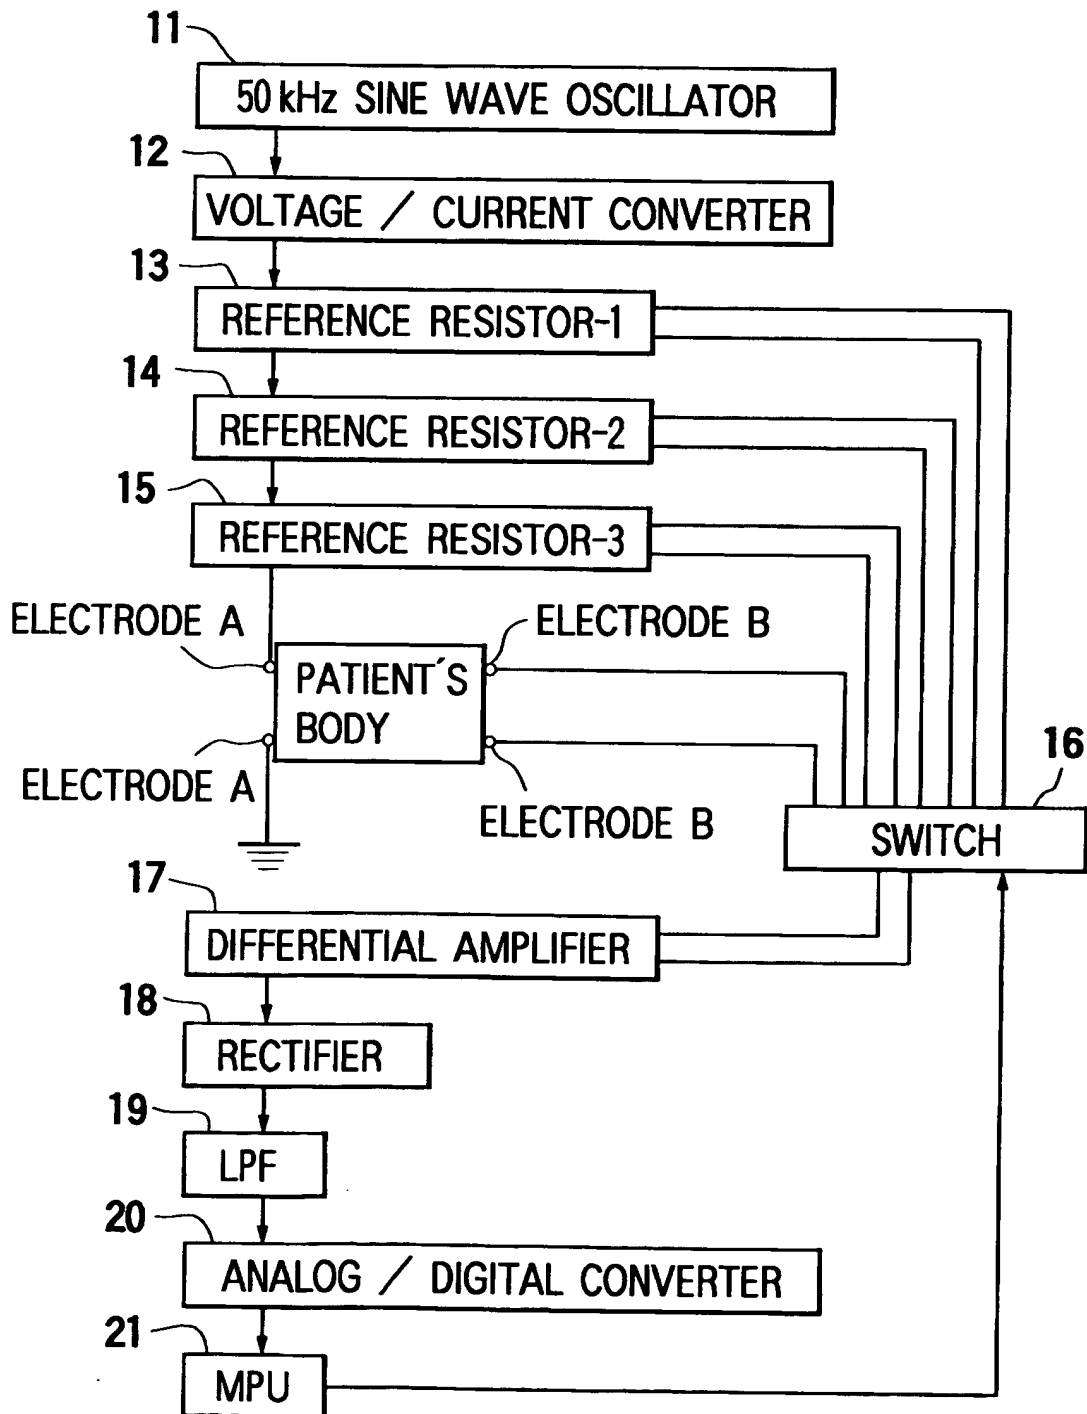 11
50 kHz SINE WAVE OSCILLATOR
12
VOLTAGE / CURRENT CONVERTER
13
REFERENCE RESISTOR-1
14
REFERENCE RESISTOR-2
15
REFERENCE RESISTOR-3
ELECTRODE A
ELECTRODE B
PATIENT'S
BODY
ELECTRODE A
ELECTRODE B
16
SWITCH
17
DIFFERENTIAL AMPLIFIER
18
RECTIFIER
19
LPF
20
ANALOG / DIGITAL CONVERTER
21
MPU